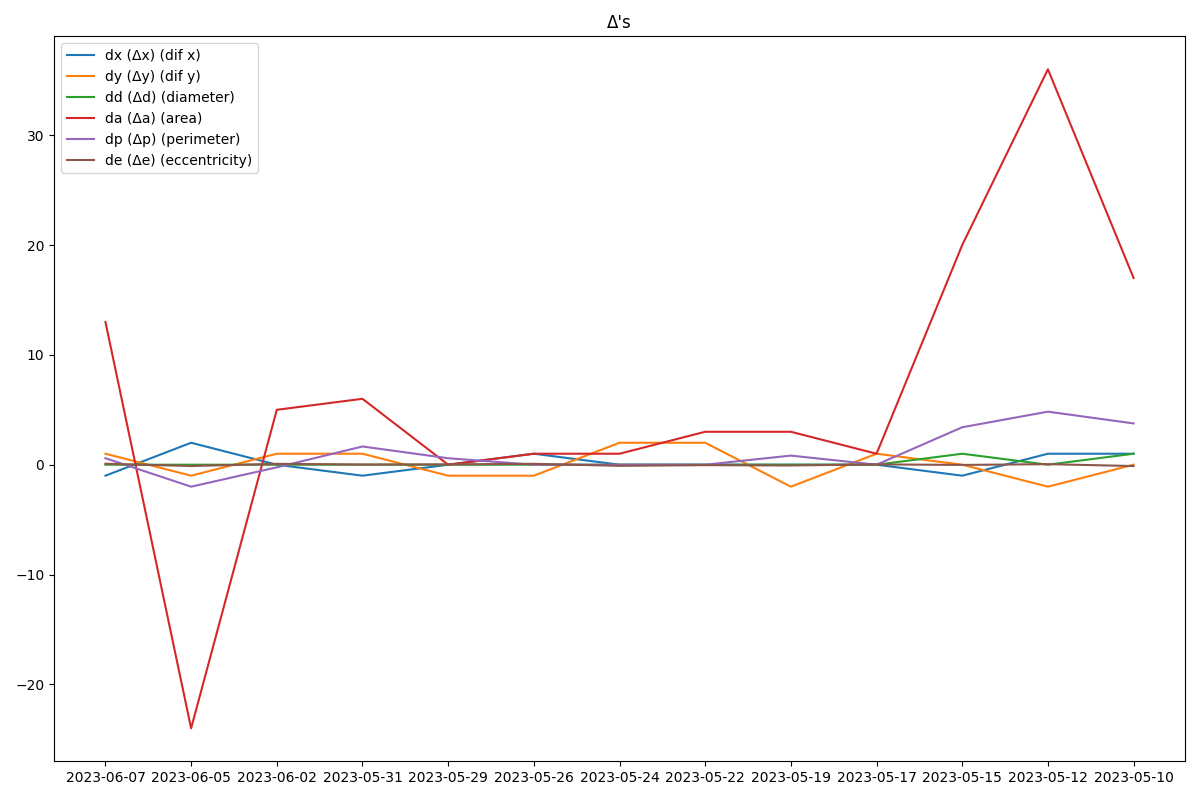 Δ's
dx (Δx) (dif x)
dy (Δy) (dif y)
dd (Δd) (diameter)
da (Δa) (area)
dp (Δp) (perimeter)
de (Δe) (eccentricity)
30
20
10
0
−10
−20
2023-06-07 2023-06-05 2023-06-02 2023-05-31 2023-05-29 2023-05-26 2023-05-24 2023-05-22 2023-05-19 2023-05-17 2023-05-15 2023-05-12 2023-05-10